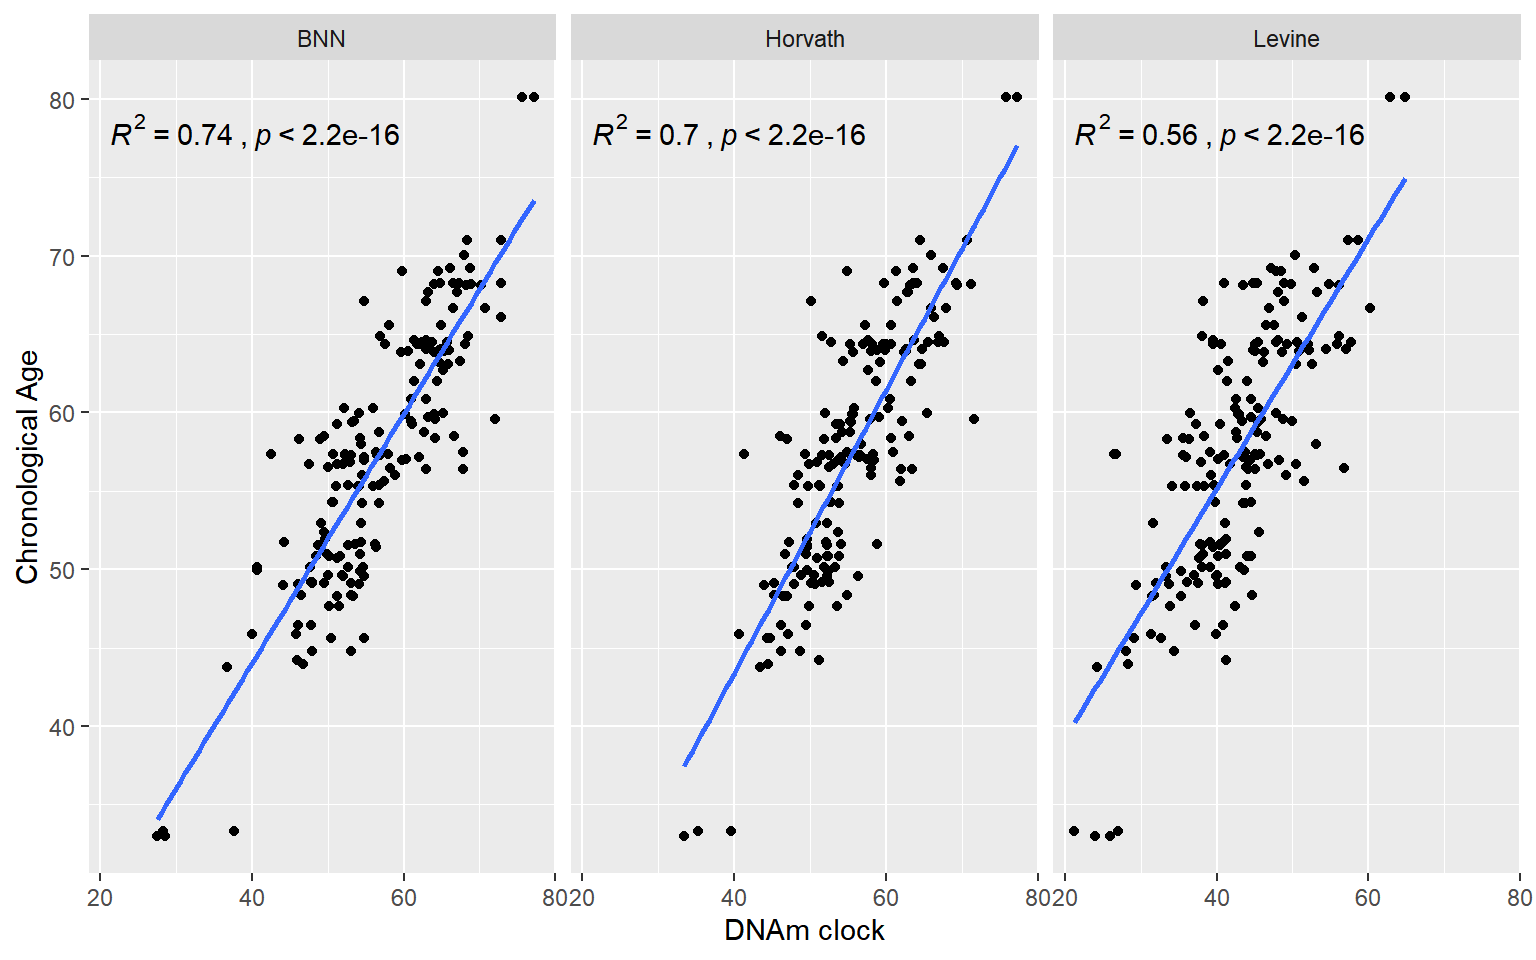 BNN
Horvath
Levine
R² = 0.74 , p < 2.2e-16
R² = 0.7 , p < 2.2e-16
R² = 0.56 , p < 2.2e-16
Chronological Age
80
70
60
50
40
20 40 60 80
20 40 60 80
20 40 60 80
DNAm clock